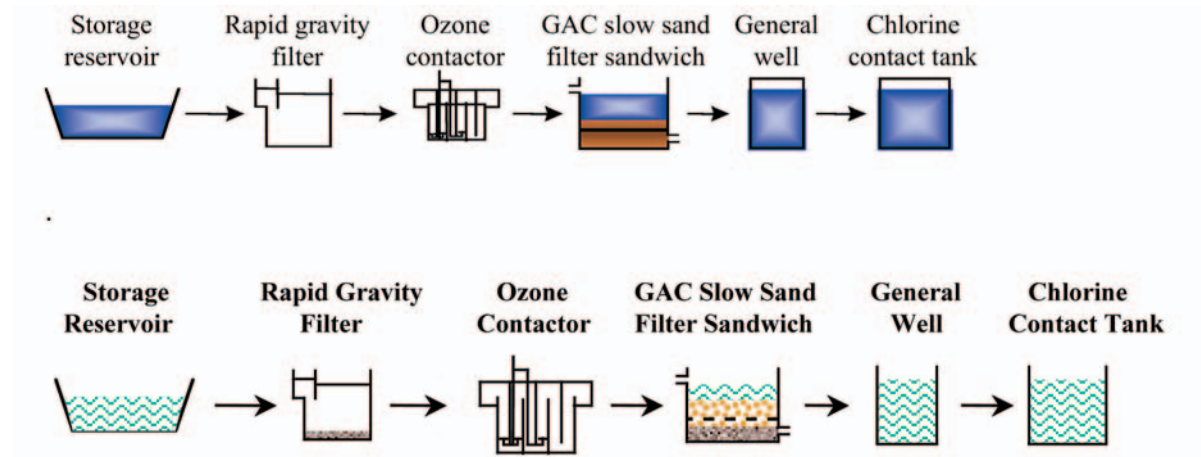 Storage
reservoir
Rapid gravity
filter
Ozone
contactor
GAC slow sand
filter sandwich
General
well
Chlorine
contact tank
.
Storage
Reservoir
Rapid Gravity
Filter
Ozone
Contactor
GAC Slow Sand
Filter Sandwich
General
Well
Chlorine
Contact Tank